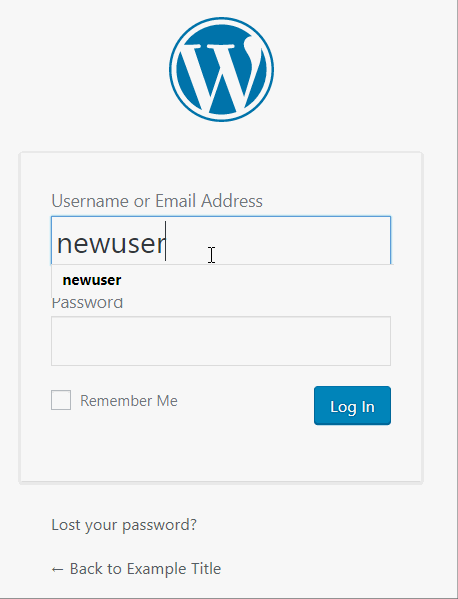 Username or Email Address
newuser
newuser
Password
Remember Me
Log In
Lost your password?
← Back to Example Title